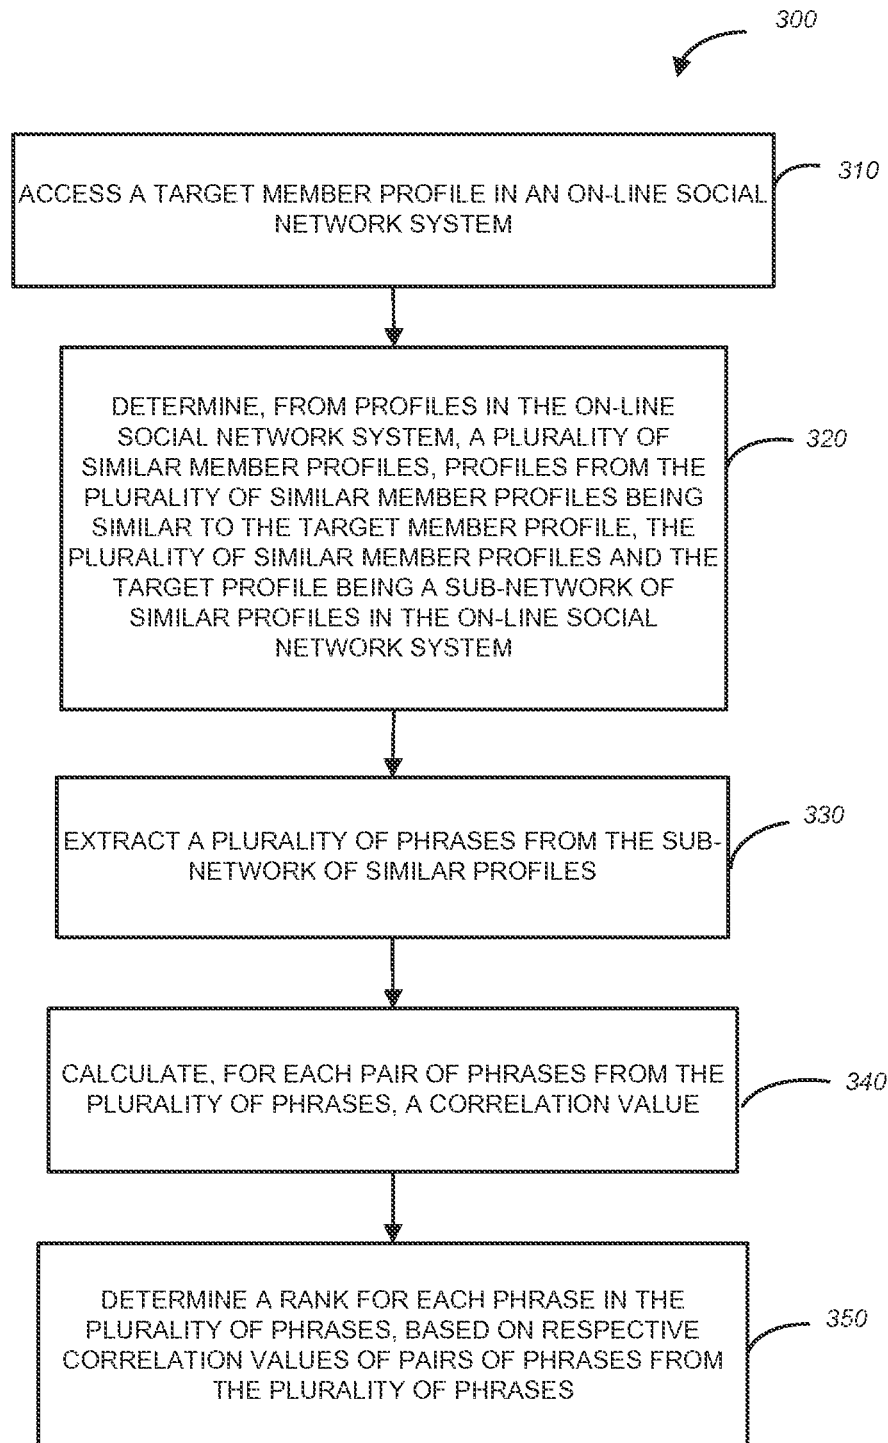 300
310
ACCESS A TARGET MEMBER PROFILE IN AN ON-LINE SOCIAL
NETWORK SYSTEM
DETERMINE, FROM PROFILES IN THE ON-LINE
SOCIAL NETWORK SYSTEM, A PLURALITY OF
SIMILAR MEMBER PROFILES, PROFILES FROM THE
PLURALITY OF SIMILAR MEMBER PROFILES BEING
SIMILAR TO THE TARGET MEMBER PROFILE, THE
PLURALITY OF SIMILAR MEMBER PROFILES AND THE
TARGET PROFILE BEING A SUB-NETWORK OF
SIMILAR PROFILES IN THE ON-LINE SOCIAL
NETWORK SYSTEM
320
EXTRACT A PLURALITY OF PHRASES FROM THE SUB-
NETWORK OF SIMILAR PROFILES
330
CALCULATE, FOR EACH PAIR OF PHRASES FROM THE
PLURALITY OF PHRASES, A CORRELATION VALUE
340
DETERMINE A RANK FOR EACH PHRASE IN THE
PLURALITY OF PHRASES, BASED ON RESPECTIVE
CORRELATION VALUES OF PAIRS OF PHRASES FROM
THE PLURALITY OF PHRASES
350